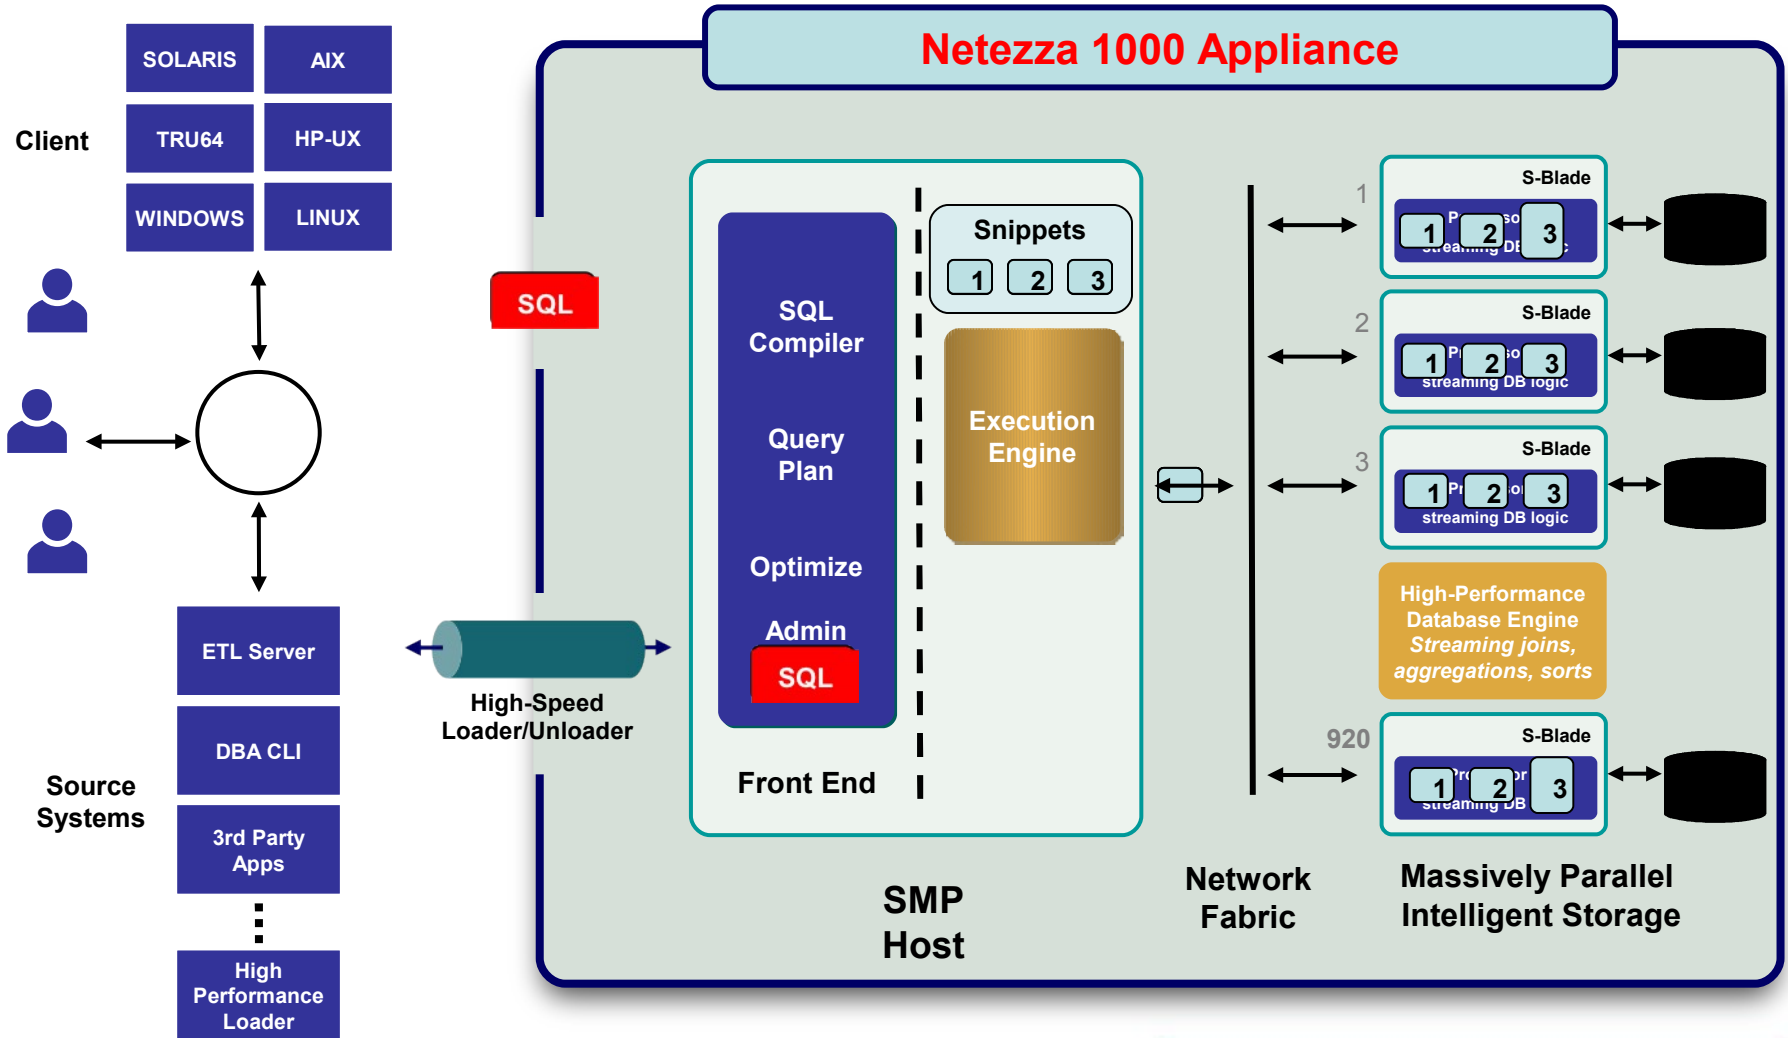 Netezza 1000 Appliance
Client
SOLARIS
AIX
TRU64
HP-UX
WINDOWS
LINUX
SQL
SQL
Compiler
Query
Plan
Optimize
Admin
SQL
Front End
Snippets
1 2 3
Execution
Engine
SMP
Host
High-Speed
Loader/Unloader
Source
Systems
ETL Server
DBA CLI
3rd Party
Apps
High
Performance
Loader
Network
Fabric
1
S-Blade
1 2 3
streaming
2
S-Blade
1 2 3
streaming DB logic
3
S-Blade
1 2 3
streaming DB logic
High-Performance
Database Engine
Streaming joins,
aggregations, sorts
920
S-Blade
1 2 3
streaming DB
Massively Parallel
Intelligent Storage